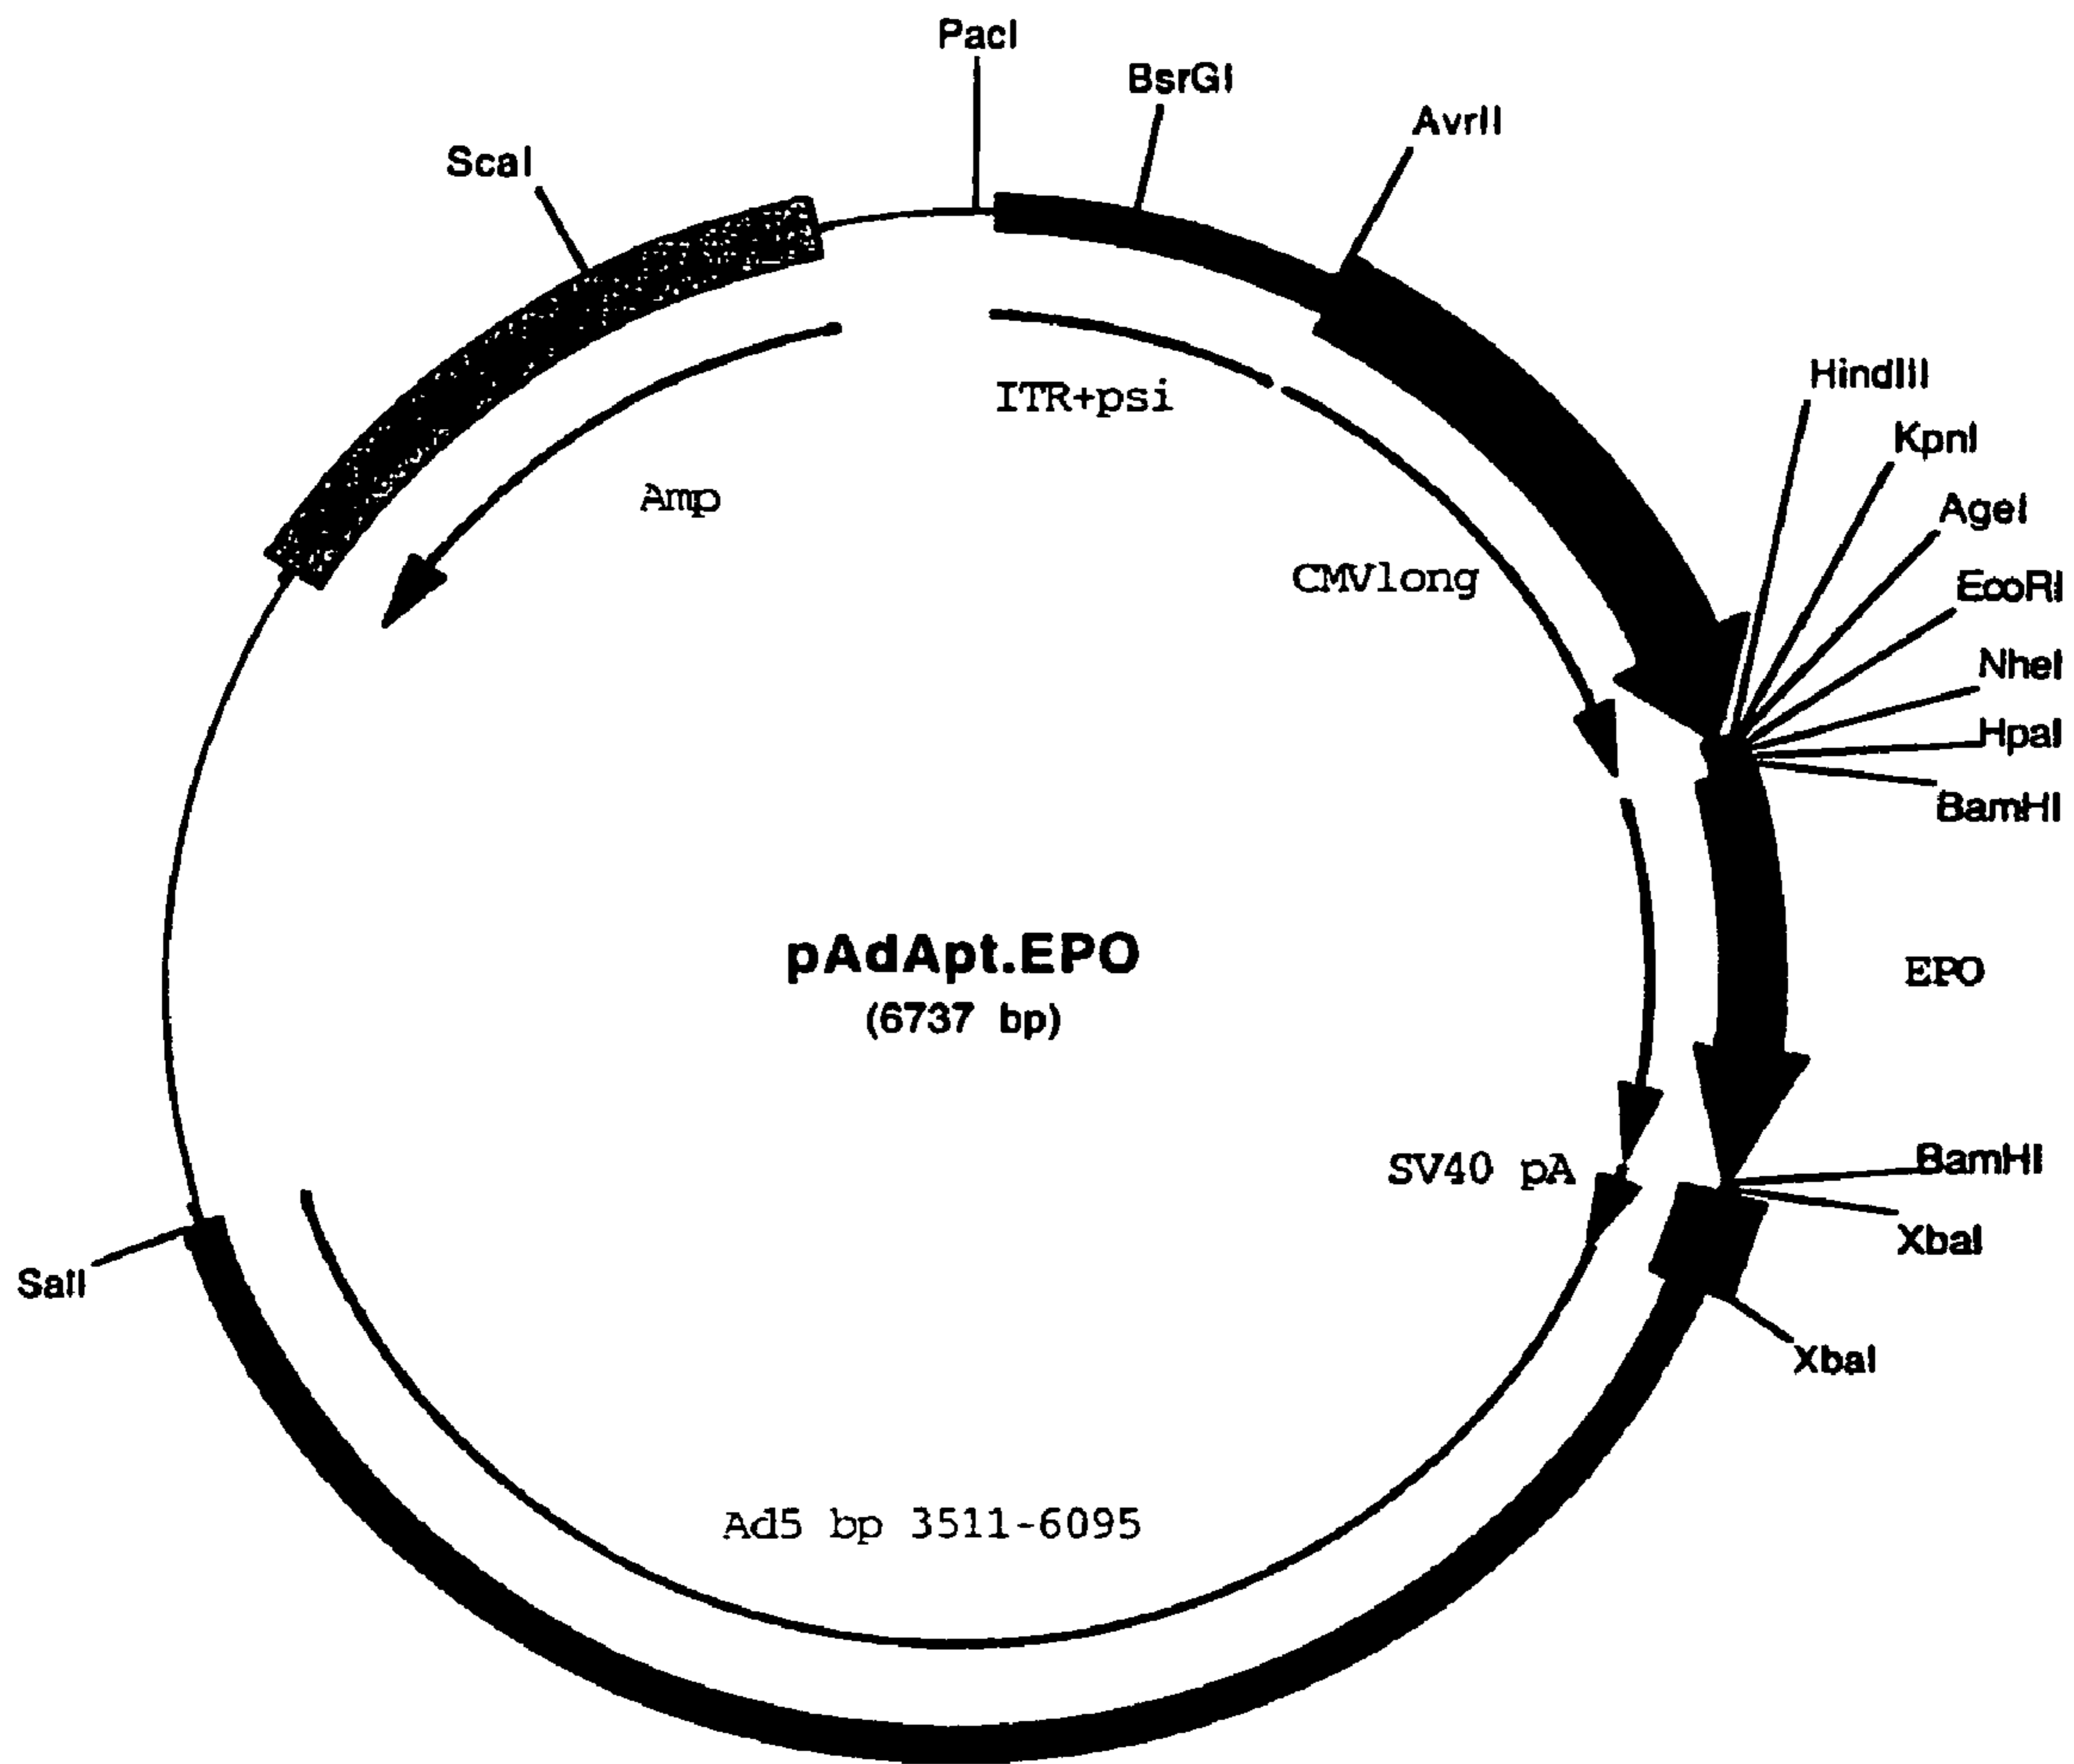 PacI
BsrGI
AvrII
ScaI
HindIII
KpnI
AgeI
EcoRI
NheI
HpaI
BamHI
ITR+psi
Amp
CMVlong
pAdApt.EPO
(6737 bp)
EPO
SV40 pA
BamHI
XbaI
XbaI
SalI
Ad5 bp 3511-6095